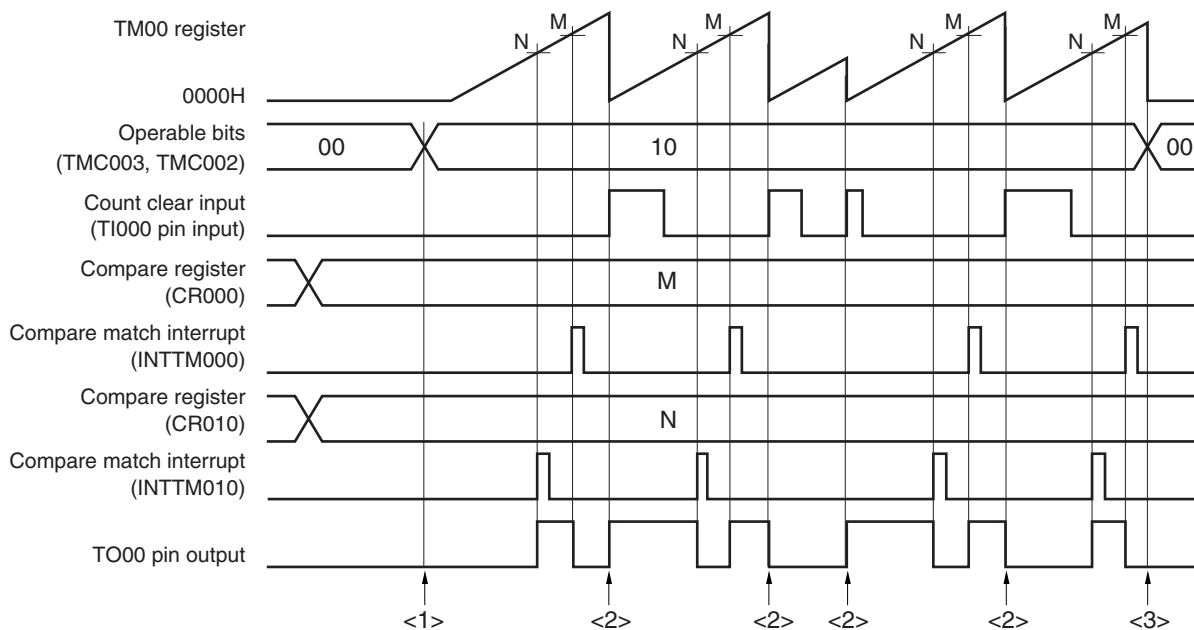 TM00 register
N M N M N M N M
0000H
Operable bits
(TMC003, TMC002)
00 10 00
Count clear input
(TI000 pin input)
Compare register
(CR000)
M
Compare match interrupt
(INTTM000)
Compare register
(CR010)
N
Compare match interrupt
(INTTM010)
TO00 pin output
<1> <2> <2> <2> <2> <3>